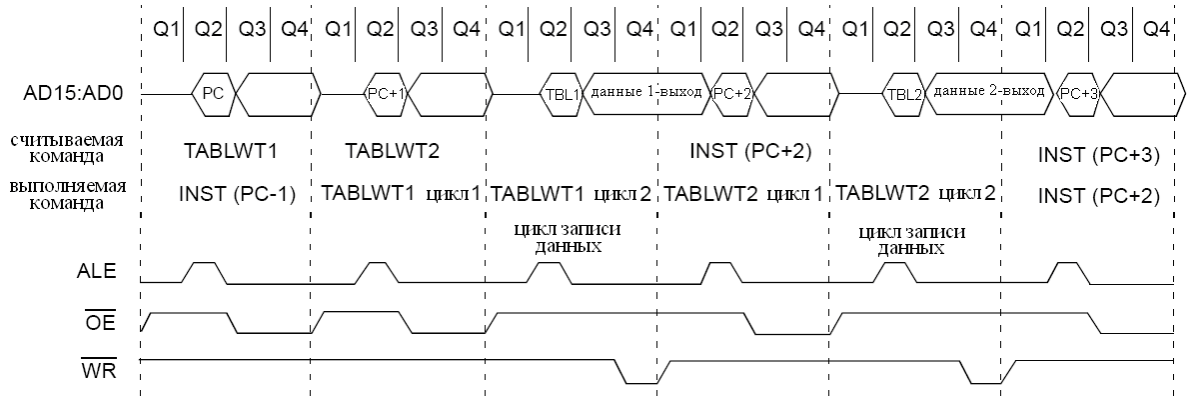 Q1 Q2 Q3 Q4 Q1 Q2 Q3 Q4 Q1 Q2 Q3 Q4 Q1 Q2 Q3 Q4 Q1 Q2 Q3 Q4 Q1 Q2 Q3 Q4
AD15:AD0 PC PC+1 TBL1 данные 1-выход PC+2 TBL2 данные 2-выход PC+3
считываемая
команда
TABLWT1 TABLWT2 INST (PC+2) INST (PC+3)
выполняемая
команда
INST (PC-1) TABLWT1 цикл 1 TABLWT1 цикл 2 TABLWT2 цикл 1 TABLWT2 цикл 2 INST (PC+2)
цикл записи
данных
цикл записи
данных
ALE
OE
WR